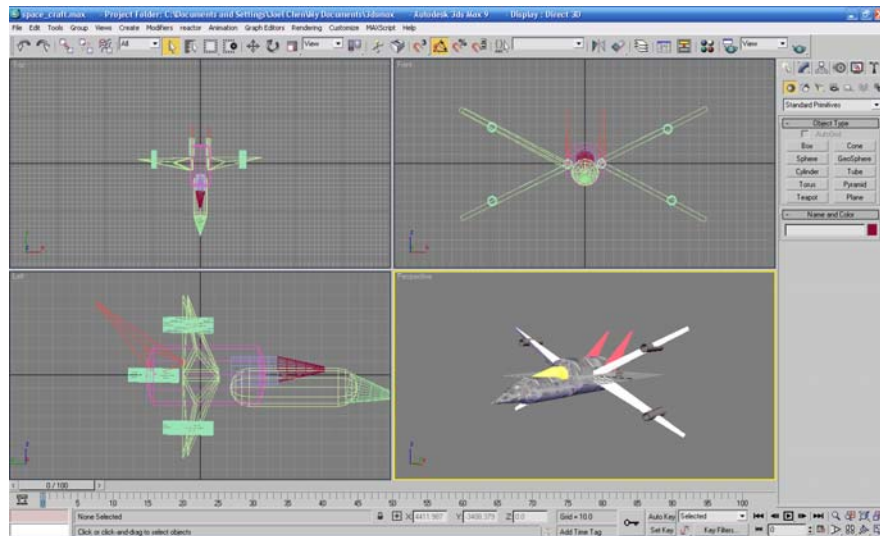 space_craft.max - Project Folder: C:\Documents and Settings\Joel Chen\My Documents\3dsmax - Autodesk 3ds Max 9 - Display : Direct 3D
File Edit Tools Group Views Create Modifiers reactor Animation Graph Editors Rendering Customize MAXScript Help
All View View
Top Front
Standard Primitives
- Object Type
AutoGrid
Box Cone
Sphere GeoSphere
Cylinder Tube
Torus Pyramid
Teapot Plane
- Name and Color
Left Perspective
< 0 / 100 >
0 5 10 15 20 25 30 35 40 45 50 55 60 65 70 75 80 85 90 95 100
None Selected X: 4411.987 Z: 0.0 Grid = 10.0 Auto Key Selected
Click or click-and-drag to select objects Add Time Tag Set Key Key Filters... 0